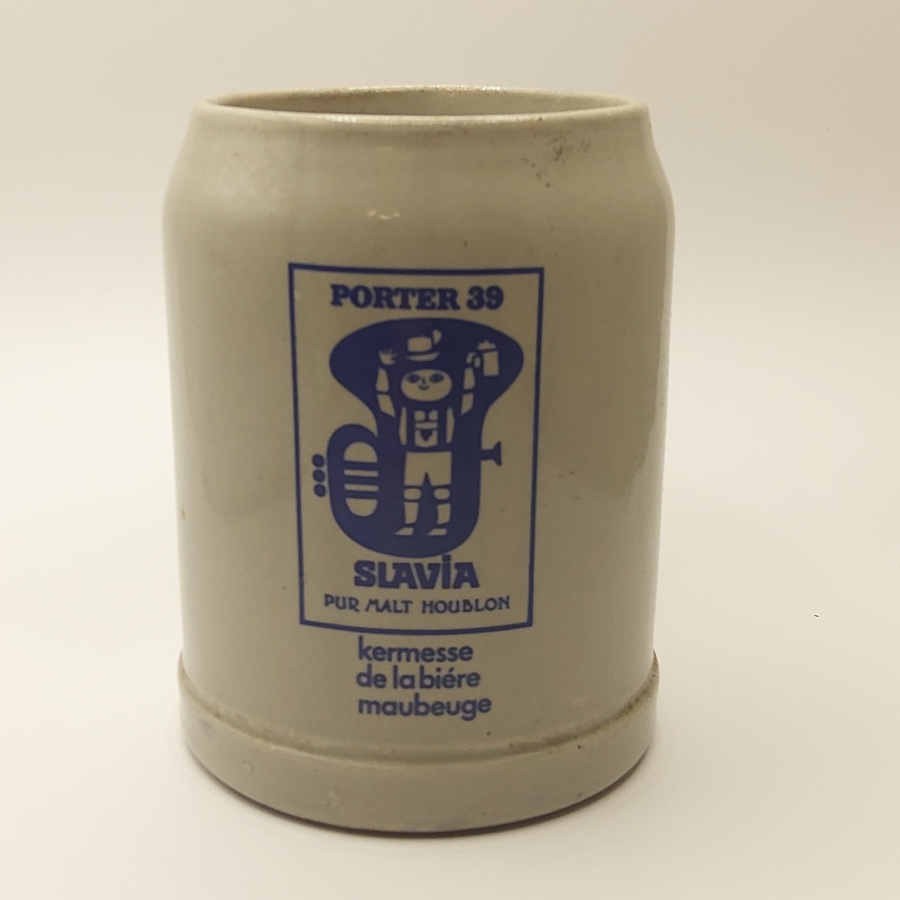 PORTER 39
SLAViA
PUR MALT HOUBLON
kermesse
de la biére
maubeuge